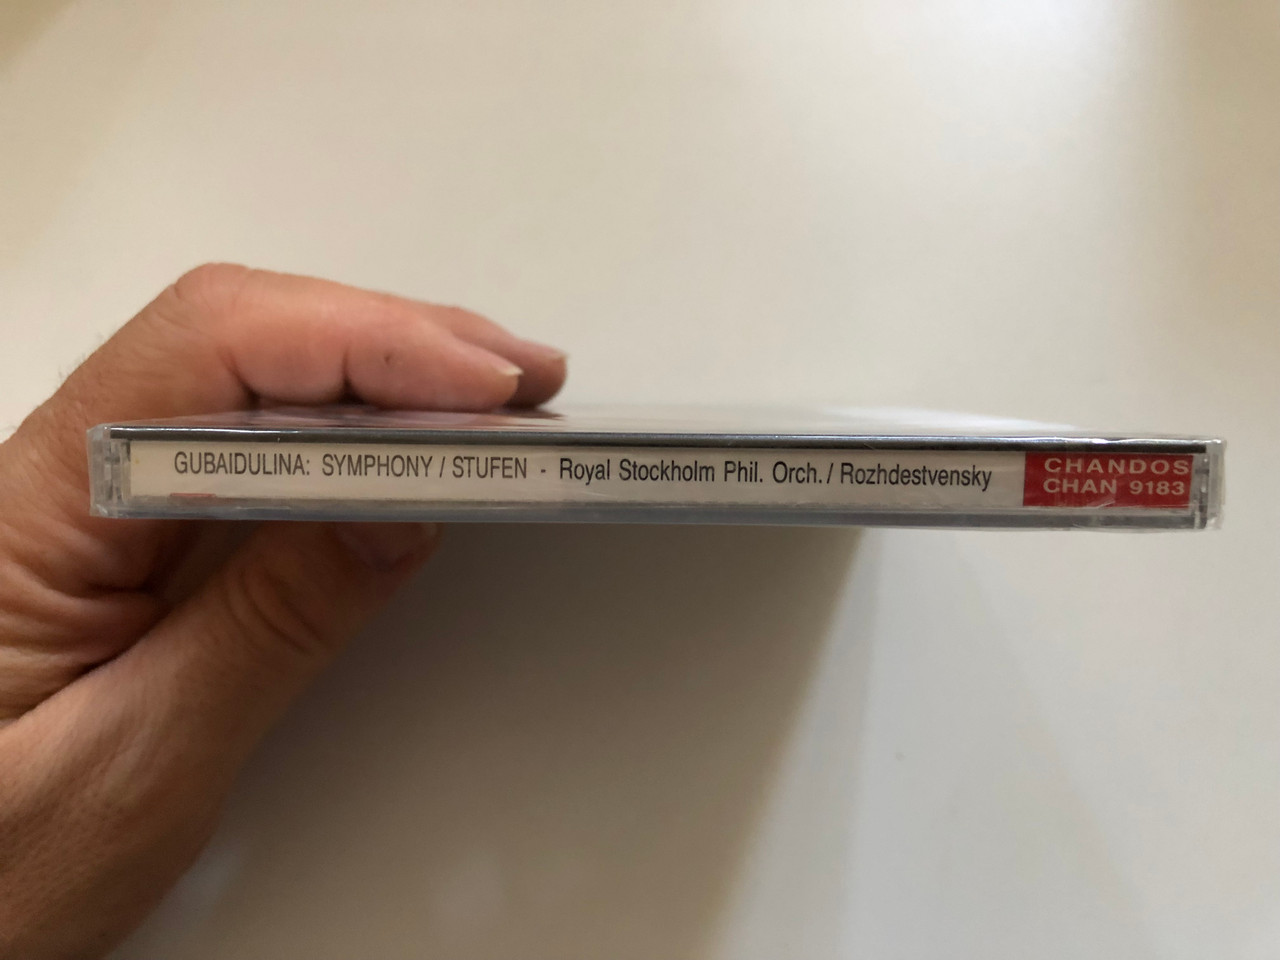 GUBAIDULINA: SYMPHONY / STUFEN - Royal Stockholm Phil. Orch. / Rozhdestvensky
CHANDOS
CHAN 9183